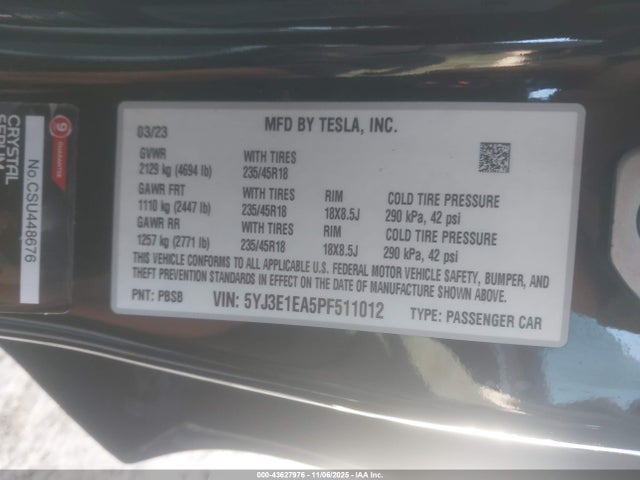 03/23
MFD BY TESLA, INC.
GVWR WITH TIRES
2129 kg (4694 lb) 235/45R18
GAWR FRT WITH TIRES RIM COLD TIRE PRESSURE
1110 kg (2447 lb) 235/45R18 18X8.5J 290 kPa, 42 psi
GAWR RR WITH TIRES RIM COLD TIRE PRESSURE
1257 kg (2771 lb) 235/45R18 18X8.5J 290 kPa, 42 psi
THIS VEHICLE CONFORMS TO ALL APPLICABLE U.S. FEDERAL MOTOR VEHICLE SAFETY, BUMPER, AND
THEFT PREVENTION STANDARDS IN EFFECT ON THE DATE OF MANUFACTURE SHOWN ABOVE.
PNT: PBSB VIN: 5YJ3E1EA5PF511012 TYPE: PASSENGER CAR
9
GUARANTEE
CRYSTAL
No.CSU448676
000-43627976 - 11/06/2025 - IAA Inc.